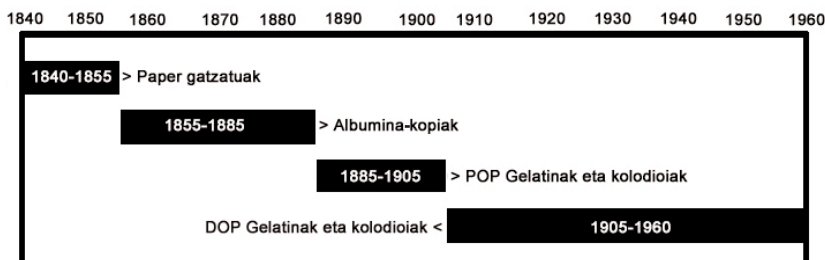 1840 1850 1860 1870 1880 1890 1900 1910 1920 1930 1940 1950 1960
1840-1855 > Paper gatzatuak
1855-1885 > Albumina-kopiak
1885-1905 > POP Gelatinak eta kolodioiak
DOP Gelatinak eta kolodioiak < 1905-1960